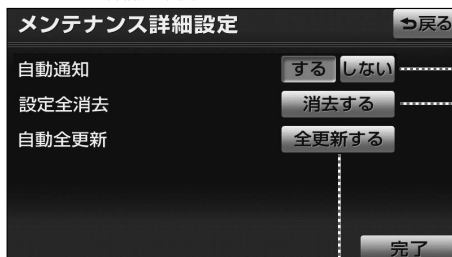 メンテナンス詳細設定 戻る
自動通知 する しない
設定全消去 消去する
自動全更新 全更新する
完了